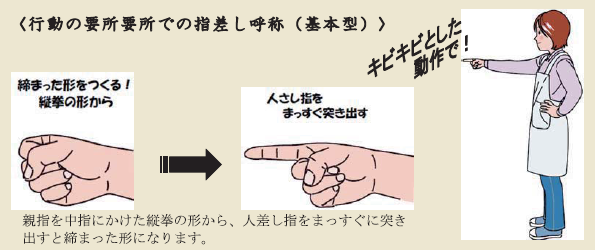 〈行動の要所要所での指差し呼称（基本型）〉
キビキビとした
動作で！
締まった形をつくる！
縦拳の形から
人さし指を
まっすぐ突き出す
親指を中指にかけた縦拳の形から、人差し指をまっすぐに突き
出すと締まった形になります。